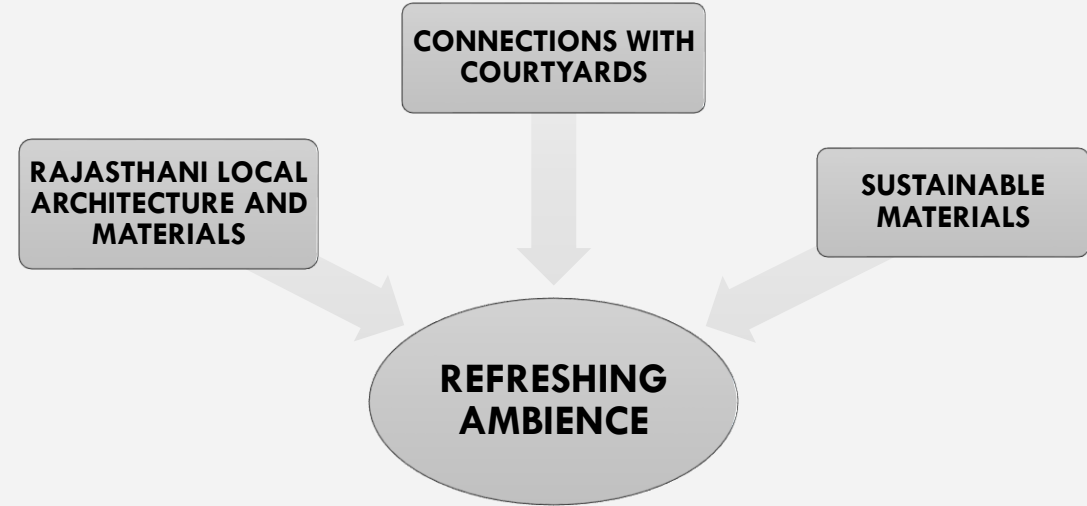 CONNECTIONS WITH
COURTYARDS
RAJASTHANI LOCAL
ARCHITECTURE AND
MATERIALS
SUSTAINABLE
MATERIALS
REFRESHING
AMBIENCE